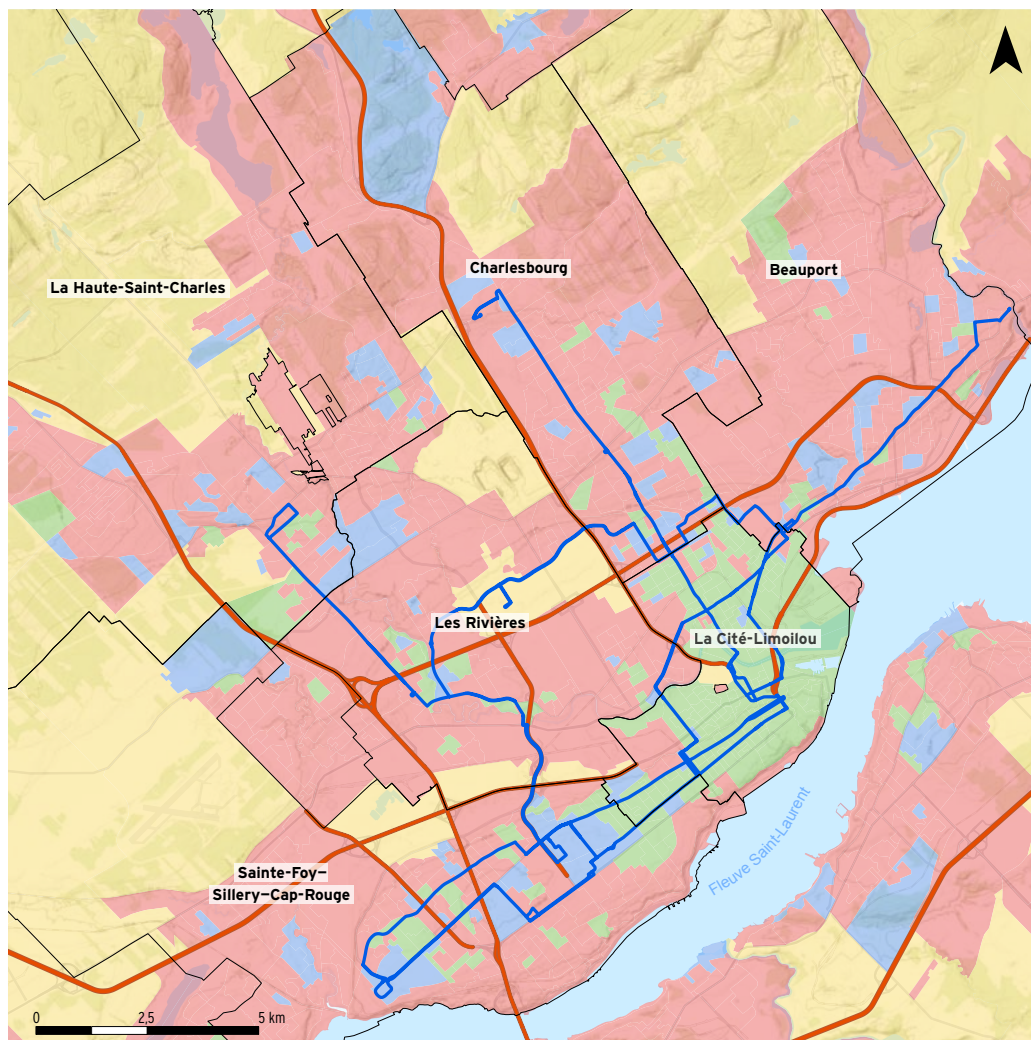 Charlesbourg
Beauport
La Haute-Saint-Charles
Les Rivières
La Cité-Limoilou
Fleuve Saint-Laurent
Sainte-Foy–
Sillery–Cap-Rouge
0 2,5 5 km